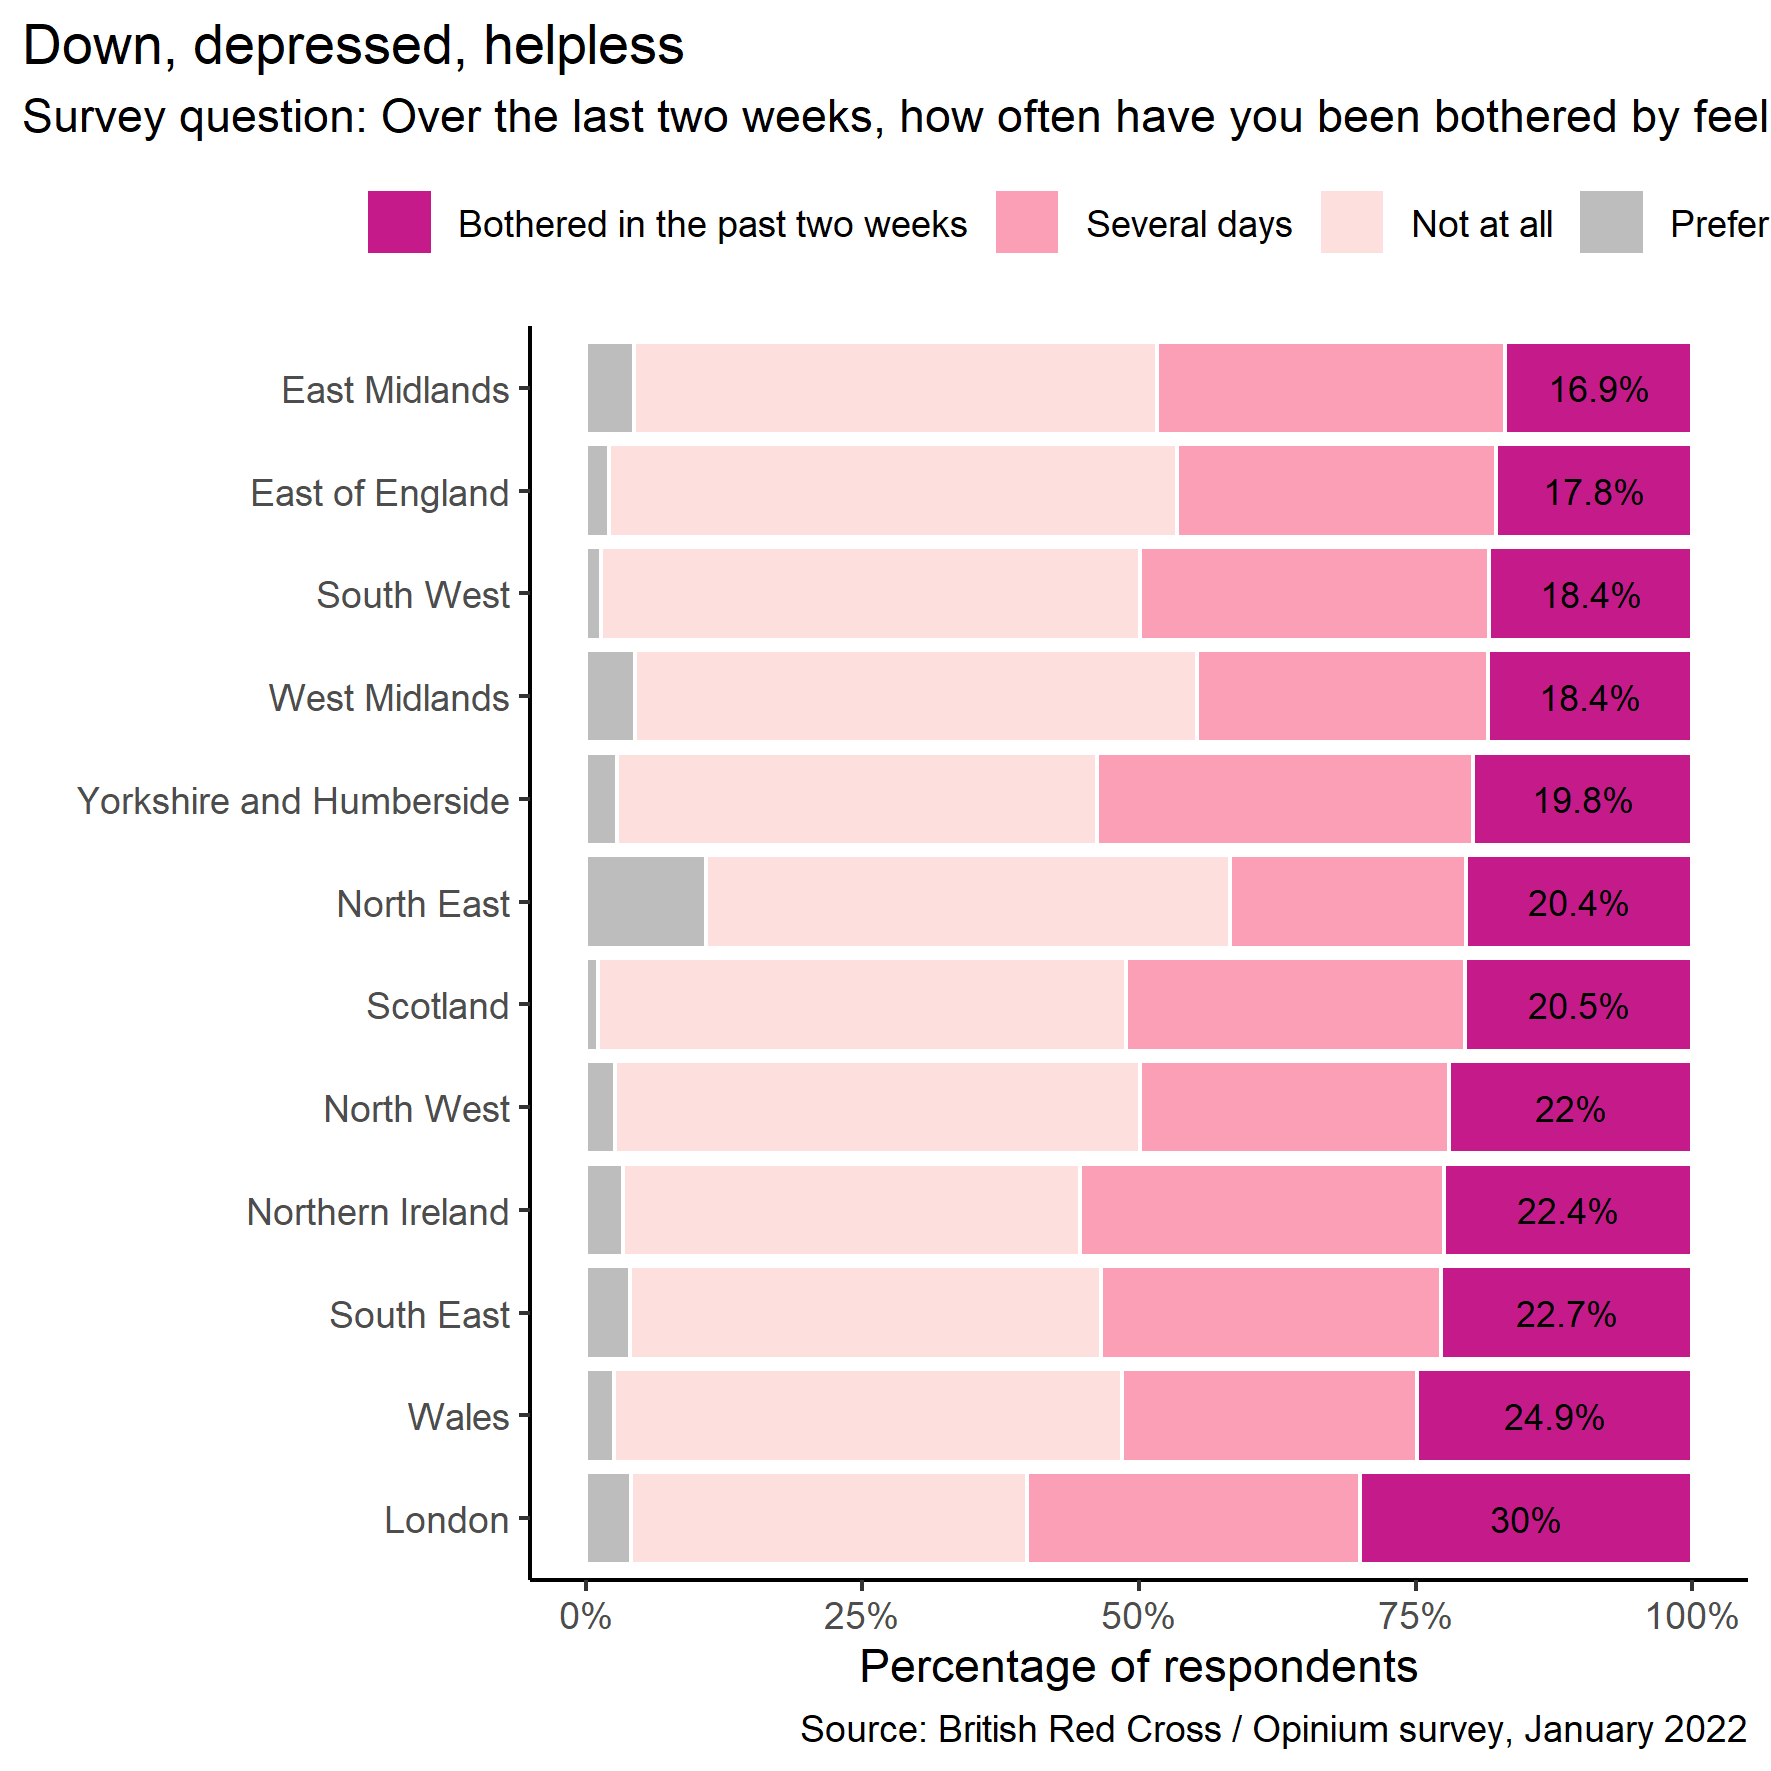 Down, depressed, helpless
Survey question: Over the last two weeks, how often have you been bothered by feel
Bothered in the past two weeks Several days Not at all Prefer
East Midlands 16.9%
East of England 17.8%
South West 18.4%
West Midlands 18.4%
Yorkshire and Humberside 19.8%
North East 20.4%
Scotland 20.5%
North West 22%
Northern Ireland 22.4%
South East 22.7%
Wales 24.9%
London 30%
0% 25% 50% 75% 100%
Percentage of respondents
Source: British Red Cross / Opinium survey, January 2022